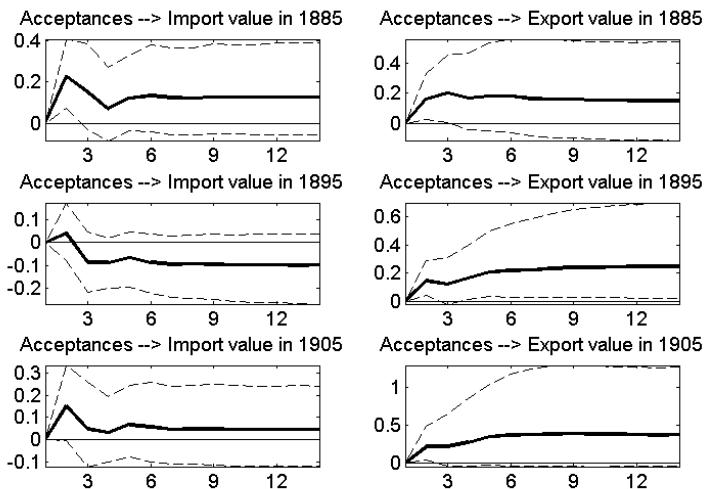 Acceptances --> Import value in 1885
0.4
0.2
0
3 6 9 12
Acceptances --> Export value in 1885
0.4
0.2
0
3 6 9 12
Acceptances --> Import value in 1895
0.1
0
-0.1
-0.2
3 6 9 12
Acceptances --> Export value in 1895
0.6
0.4
0.2
0
3 6 9 12
Acceptances --> Import value in 1905
0.3
0.2
0.1
0
-0.1
3 6 9 12
Acceptances --> Export value in 1905
1
0.5
0
3 6 9 12